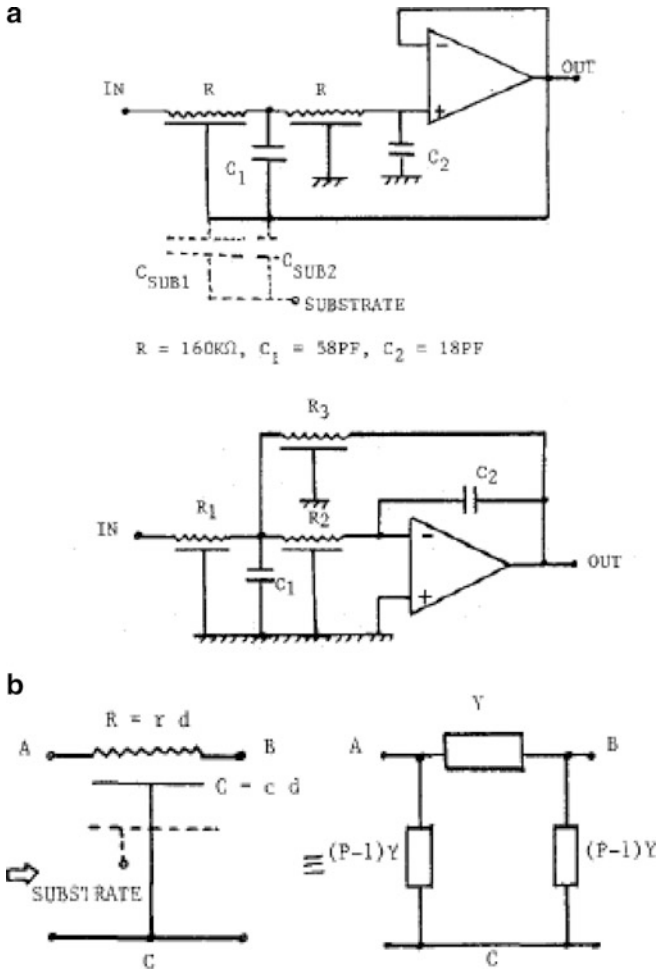 a
IN R R OUT
−
+
C1 C2
CSUB1 CSUB2
SUBSTRATE
R = 160KΩ, C1 = 58PF, C2 = 18PF
R3
C2
IN R1 R2 − OUT
C1 +
b
R = r d Y
A B A B
C = c d
(P-1)Y (P-1)Y
SUBSTRATE
C C